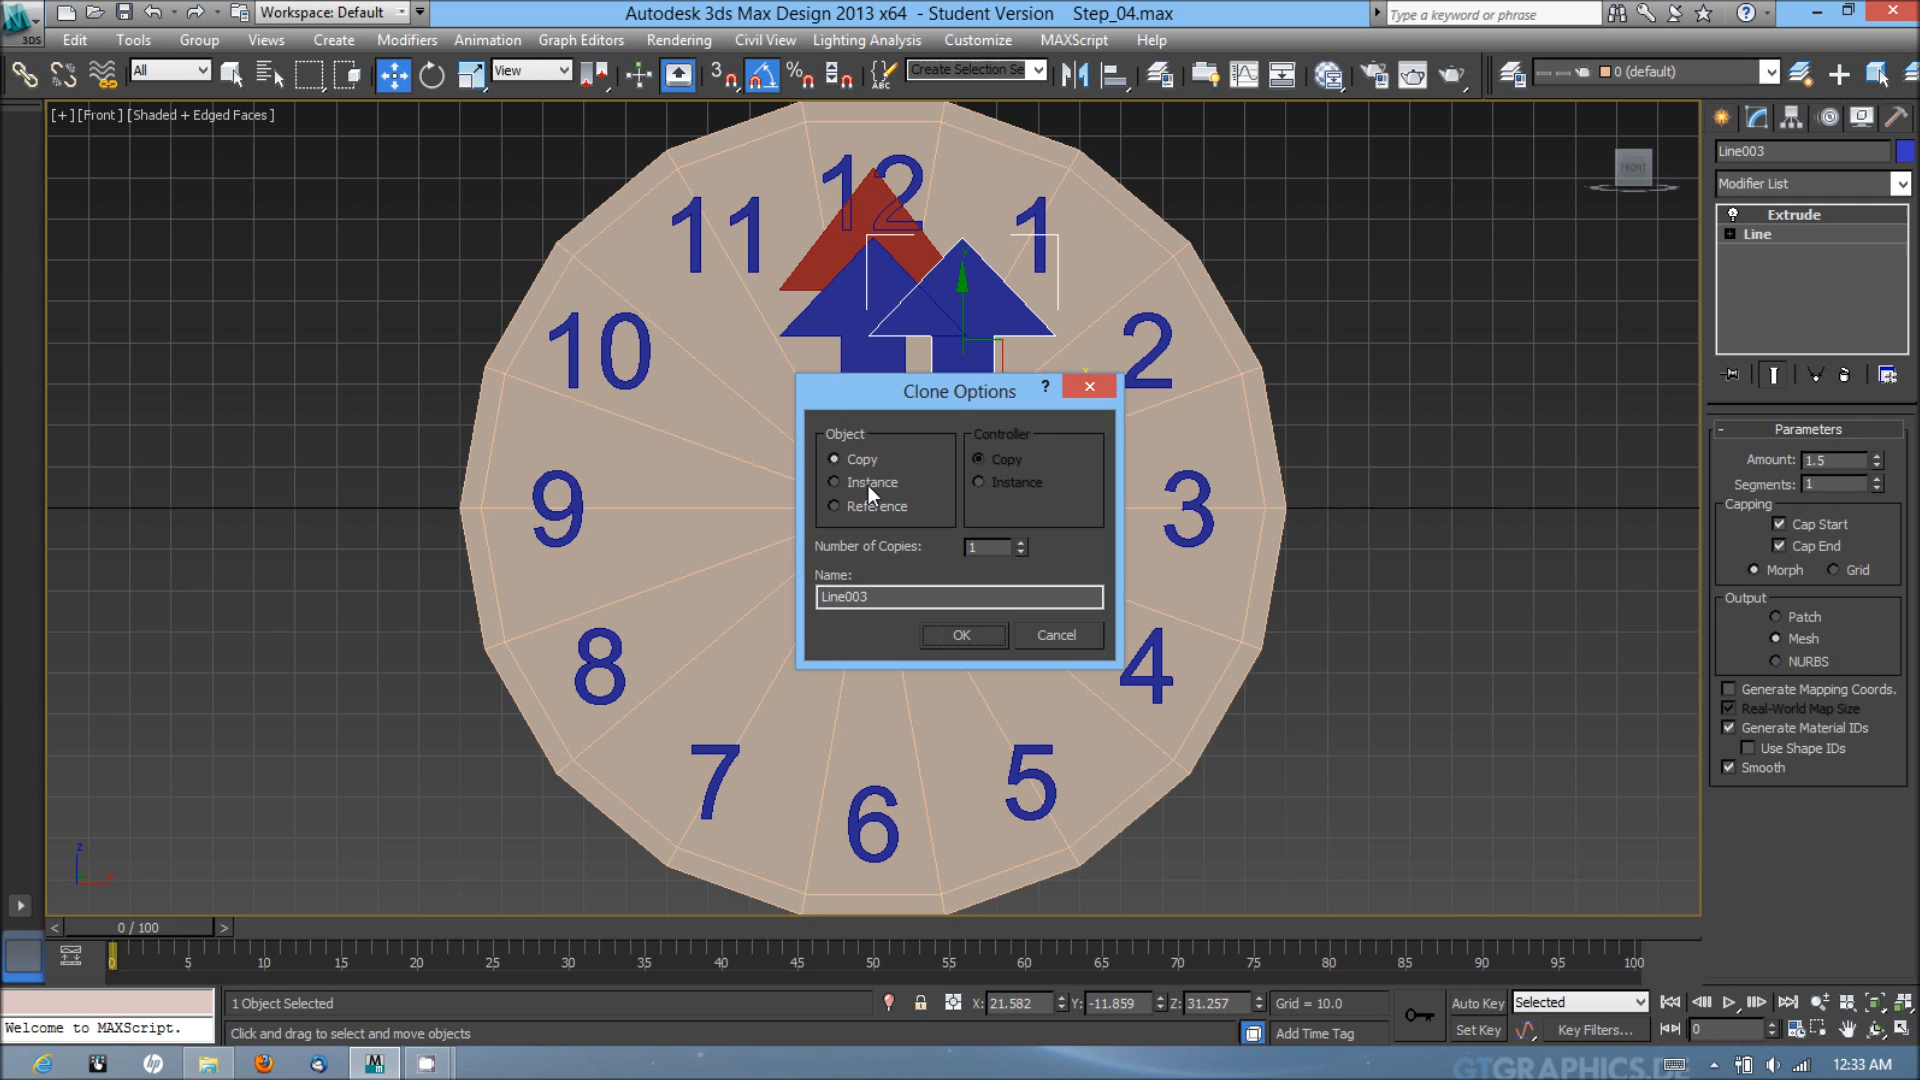 Workspace: Default
Autodesk 3ds Max Design 2013 x64 - Student Version Step_04.max
Type a keyword or phrase
3DS
Edit Tools Group Views Create Modifiers Animation Graph Editors Rendering Civil View Lighting Analysis Customize MAXScript Help
All
View
3
ABC
Create Selection Se
0 (default)
[+] [Front] [Shaded + Edged Faces]
FRONT
Line003
Modifier List
Extrude
Line
12
11
1
10
2
9
3
8
4
7
5
6
Clone Options
?
Object
Copy
Instance
Reference
Controller
Copy
Instance
Number of Copies:
1
Name:
Line003
OK
Cancel
Parameters
Amount: 1.5
Segments: 1
Capping
Cap Start
Cap End
Morph Grid
Output
Patch
Mesh
NURBS
Generate Mapping Coords.
Real-World Map Size
Generate Material IDs
Use Shape IDs
Smooth
z
x
< 0 / 100 >
0 5 10 15 20 25 30 35 40 45 50 55 60 65 70 75 80 85 90 95 100
1 Object Selected
X: 21.582 Y: -11.859 Z: 31.257 Grid = 10.0
Auto Key Selected
Welcome to MAXScript.
Click and drag to select and move objects
Add Time Tag
Set Key Key Filters...
0
GTGRAPHICS.DE
12:33 AM